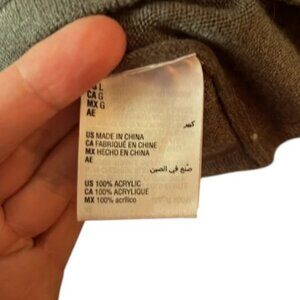 US L
CA G
MX G
AE
كبير
US MADE IN CHINA
CA FABRIQUÉ EN CHINE
MX HECHO EN CHINA
AE
صنع في الصين
US 100% ACRYLIC
CA 100% ACRYLIQUE
MX 100% acrílico